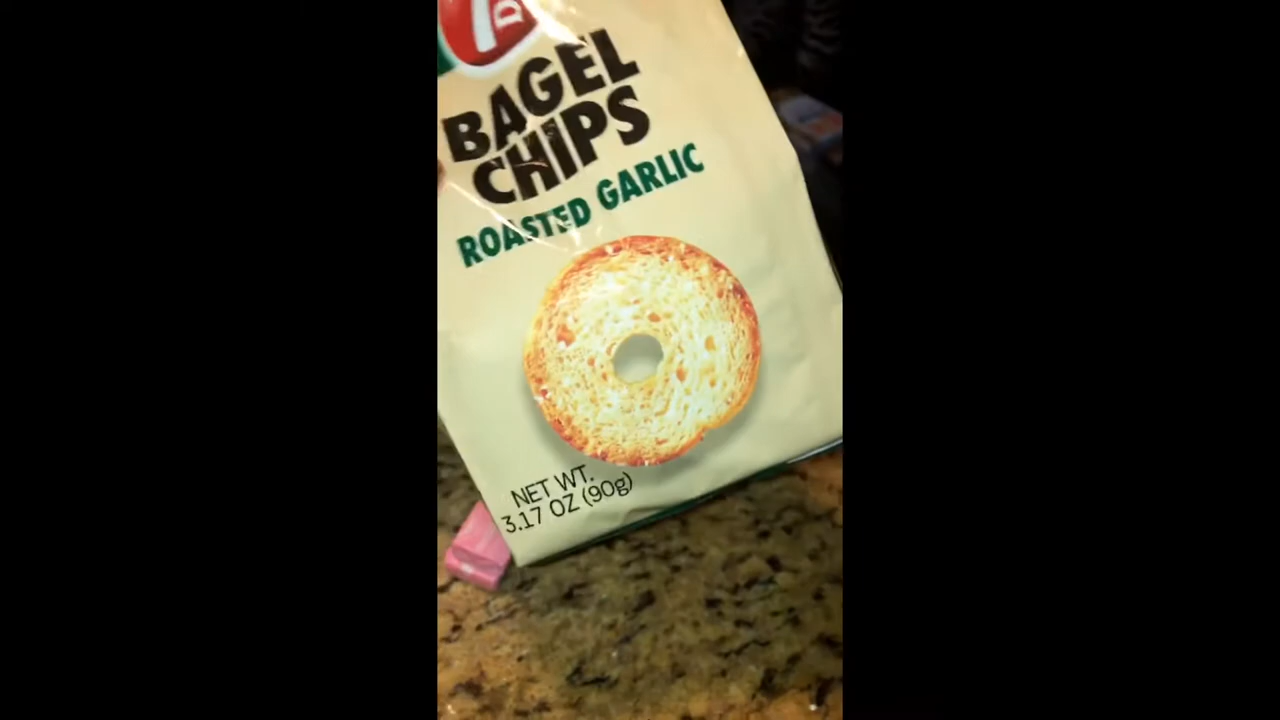 BAGEL
CHIPS
ROASTED GARLIC
NET WT.
3.17 OZ (90g)